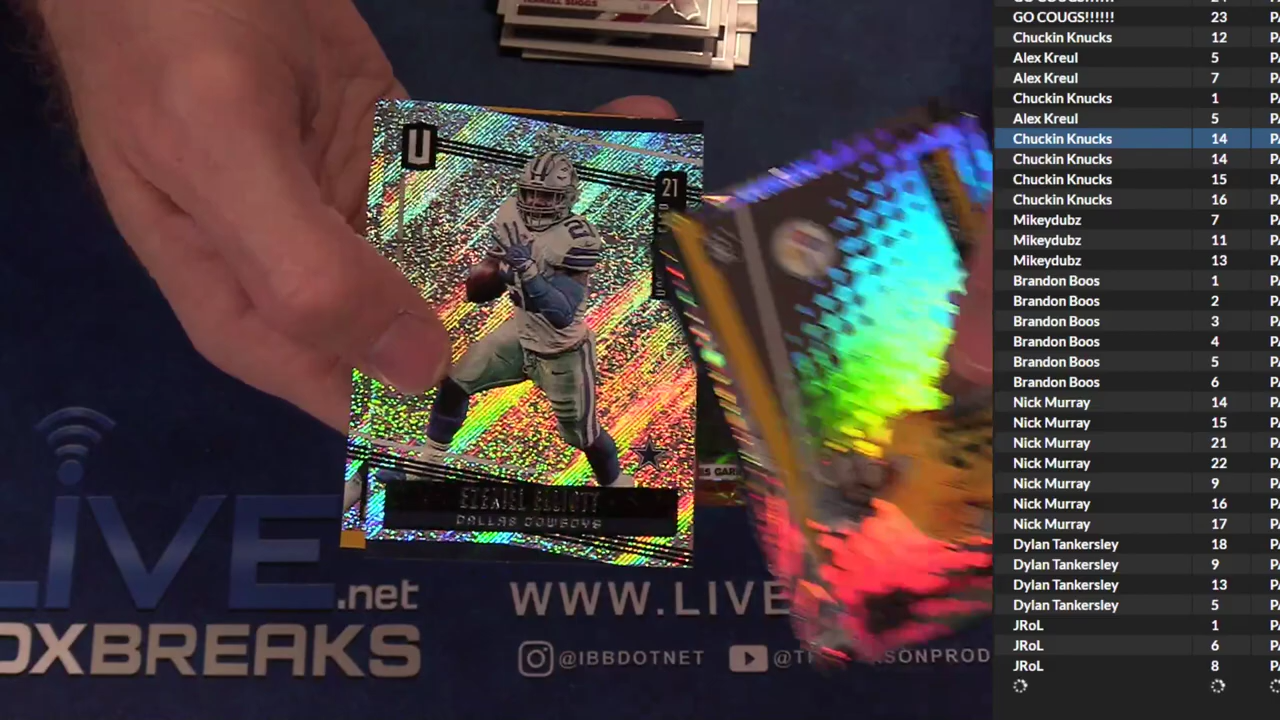 TERRELL SUGGS
U
21
EZEKIEL ELLIOTT
DALLAS COWBOYS
LiVE
.net
OXBREAKS
WWW.LIVE
@IBBDOTNET
GO COUGS!!!!!! 23
Chuckin Knucks 12
Alex Kreul 5
Alex Kreul 7
Chuckin Knucks 1
Alex Kreul 5
Chuckin Knucks 14
Chuckin Knucks 14
Chuckin Knucks 15
Chuckin Knucks 16
Mikeydubz 7
Mikeydubz 11
Mikeydubz 13
Brandon Boos 1
Brandon Boos 2
Brandon Boos 3
Brandon Boos 4
Brandon Boos 5
Brandon Boos 6
Nick Murray 14
Nick Murray 15
Nick Murray 21
Nick Murray 22
Nick Murray 9
Nick Murray 16
Nick Murray 17
Dylan Tankersley 18
Dylan Tankersley 9
Dylan Tankersley 13
Dylan Tankersley 5
JRoL 1
JRoL 6
JRoL 8